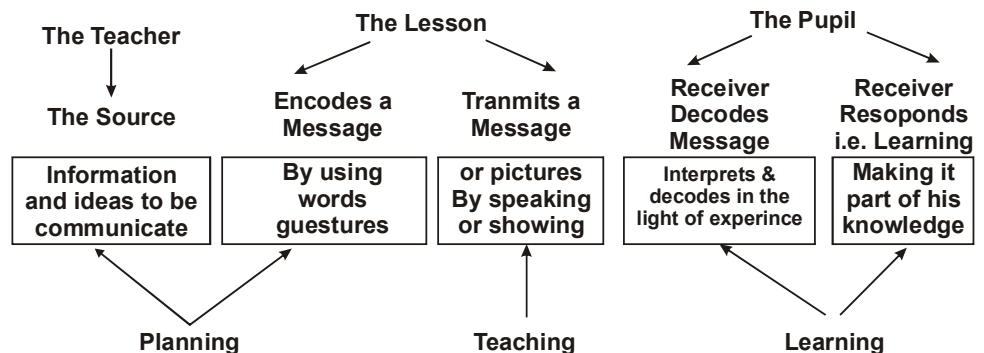 The Teacher
The Lesson
The Pupil
The Source
Encodes a
Message
Tranmits a
Message
Receiver
Decodes
Message
Receiver
Resoponds
i.e. Learning
Information
and ideas to be
communicate
By using
words
guestures
or pictures
By speaking
or showing
Interprets &
decodes in the
light of experince
Making it
part of his
knowledge
Planning
Teaching
Learning